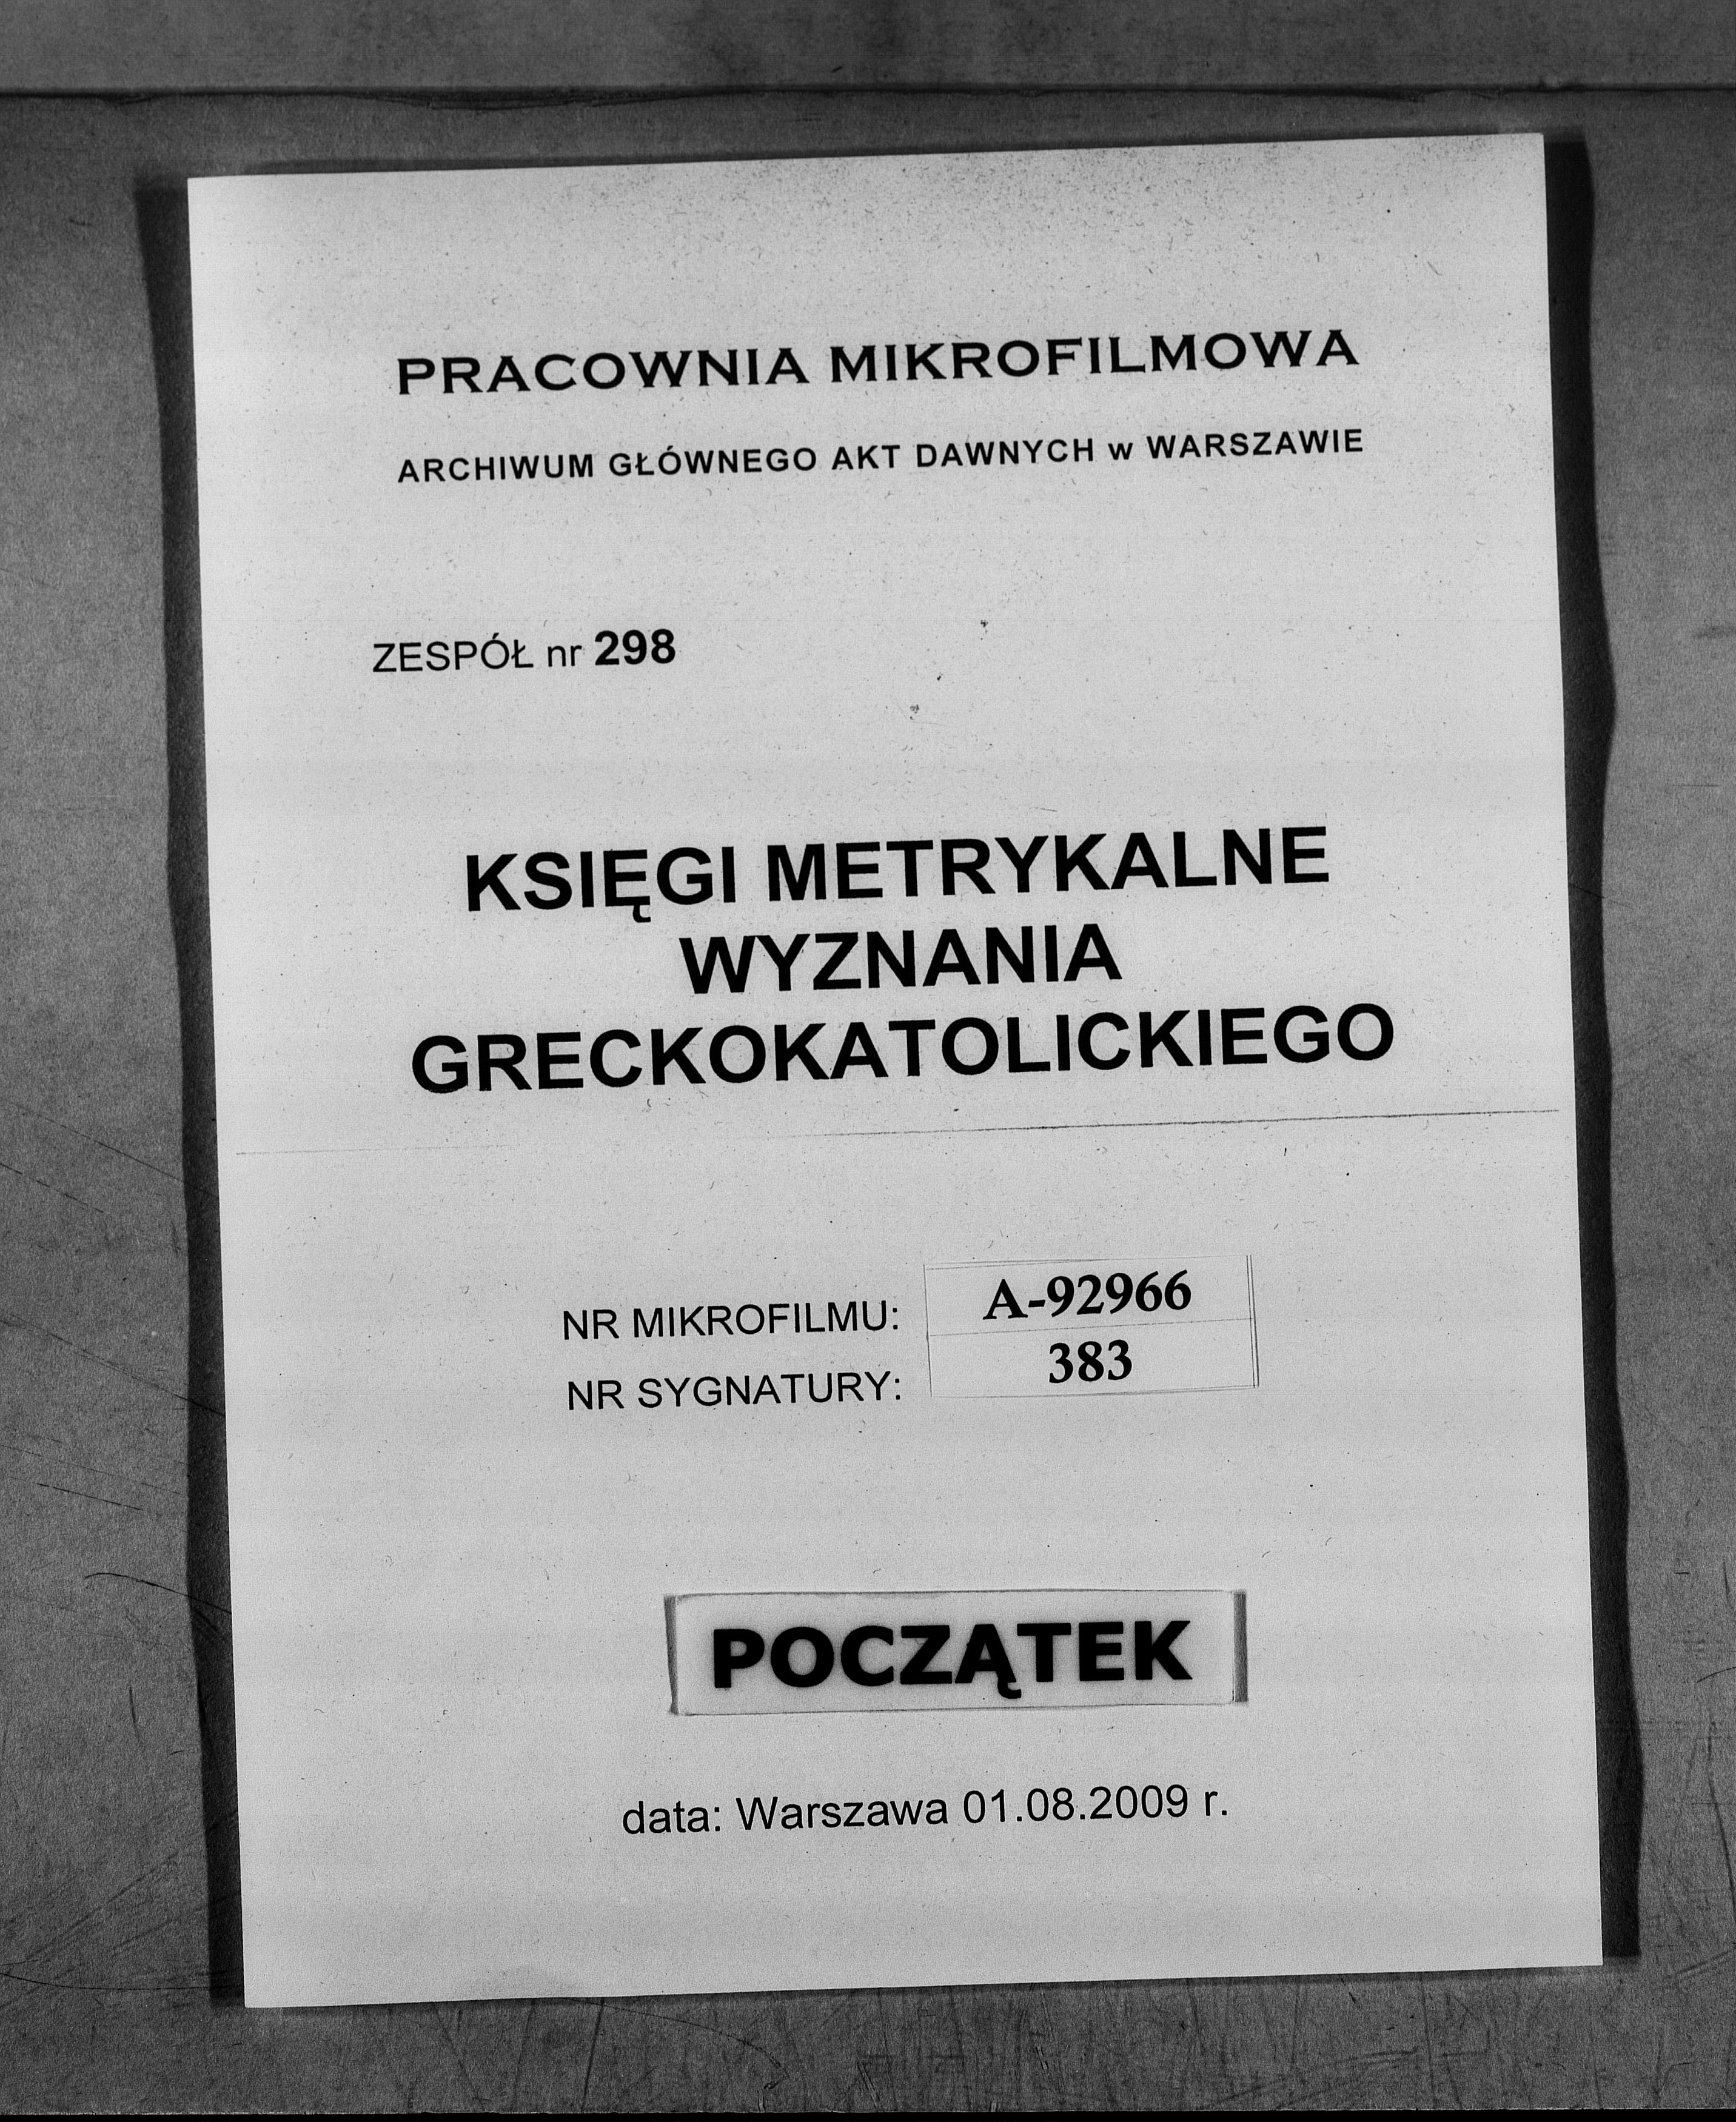 PRACOWNIA MIKROFILMOWA
ARCHIWUM GŁÓWNEGO AKT DAWNYCH w WARSZAWIE
ZESPÓŁ nr 298
KSIĘGI METRYKALNE
WYZNANIA
GRECKOKATOLICKIEGO
NR MIKROFILMU: A-92966
NR SYGNATURY: 383
POCZĄTEK
data: Warszawa 01.08.2009 r.